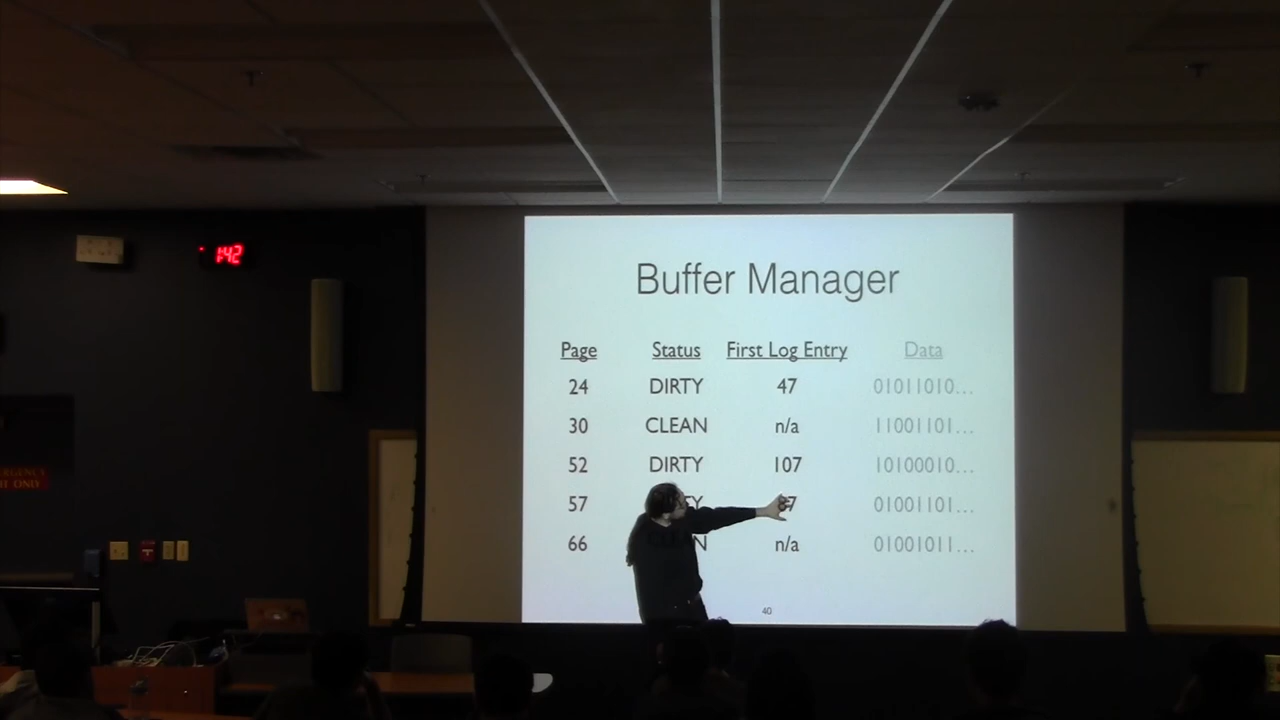 1:42
Buffer Manager
Page Status First Log Entry Data
24 DIRTY 47 01011010...
30 CLEAN n/a 11001101...
52 DIRTY 107 10100010...
57 01001101...
66 CLEAN n/a 01001011...
40